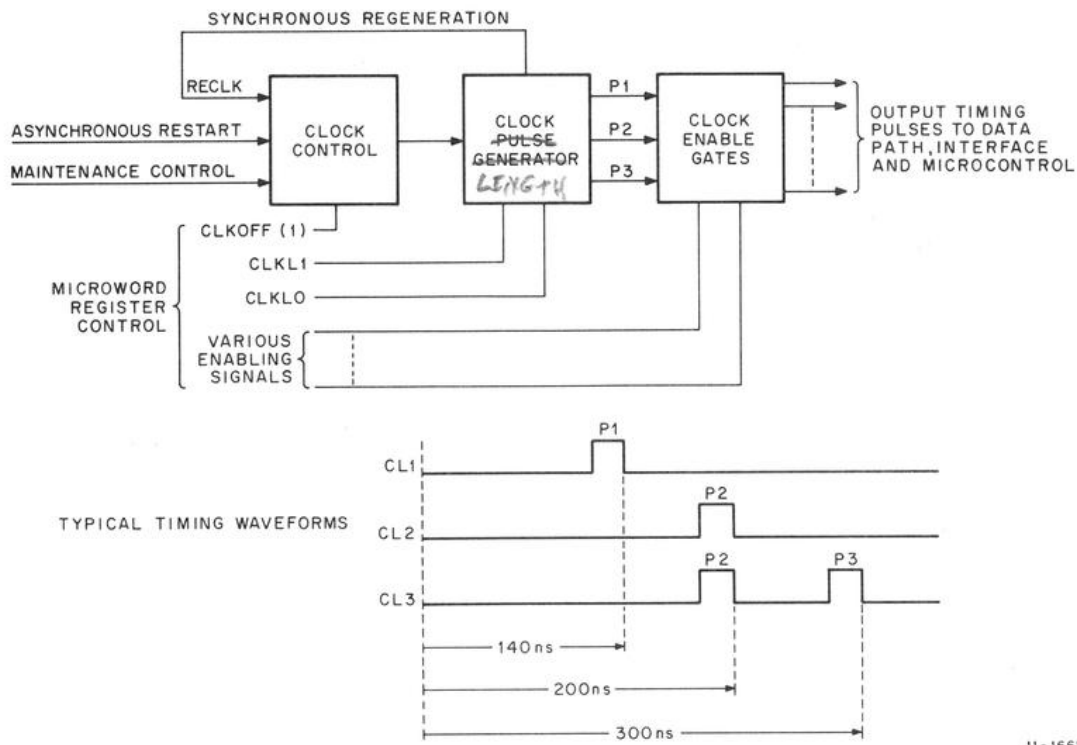 SYNCHRONOUS REGENERATION
RECLK
ASYNCHRONOUS RESTART
MAINTENANCE CONTROL
CLOCK
CONTROL
CLOCK
PULSE
GENERATOR
LENGTH
P1
P2
P3
CLOCK
ENABLE
GATES
OUTPUT TIMING
PULSES TO DATA
PATH, INTERFACE
AND MICROCONTROL
MICROWORD
REGISTER
CONTROL
CLKOFF (1)
CLKL1
CLKL0
VARIOUS
ENABLING
SIGNALS
TYPICAL TIMING WAVEFORMS
CL1
P1
CL2
P2
CL3
P2
P3
140ns
200ns
300ns